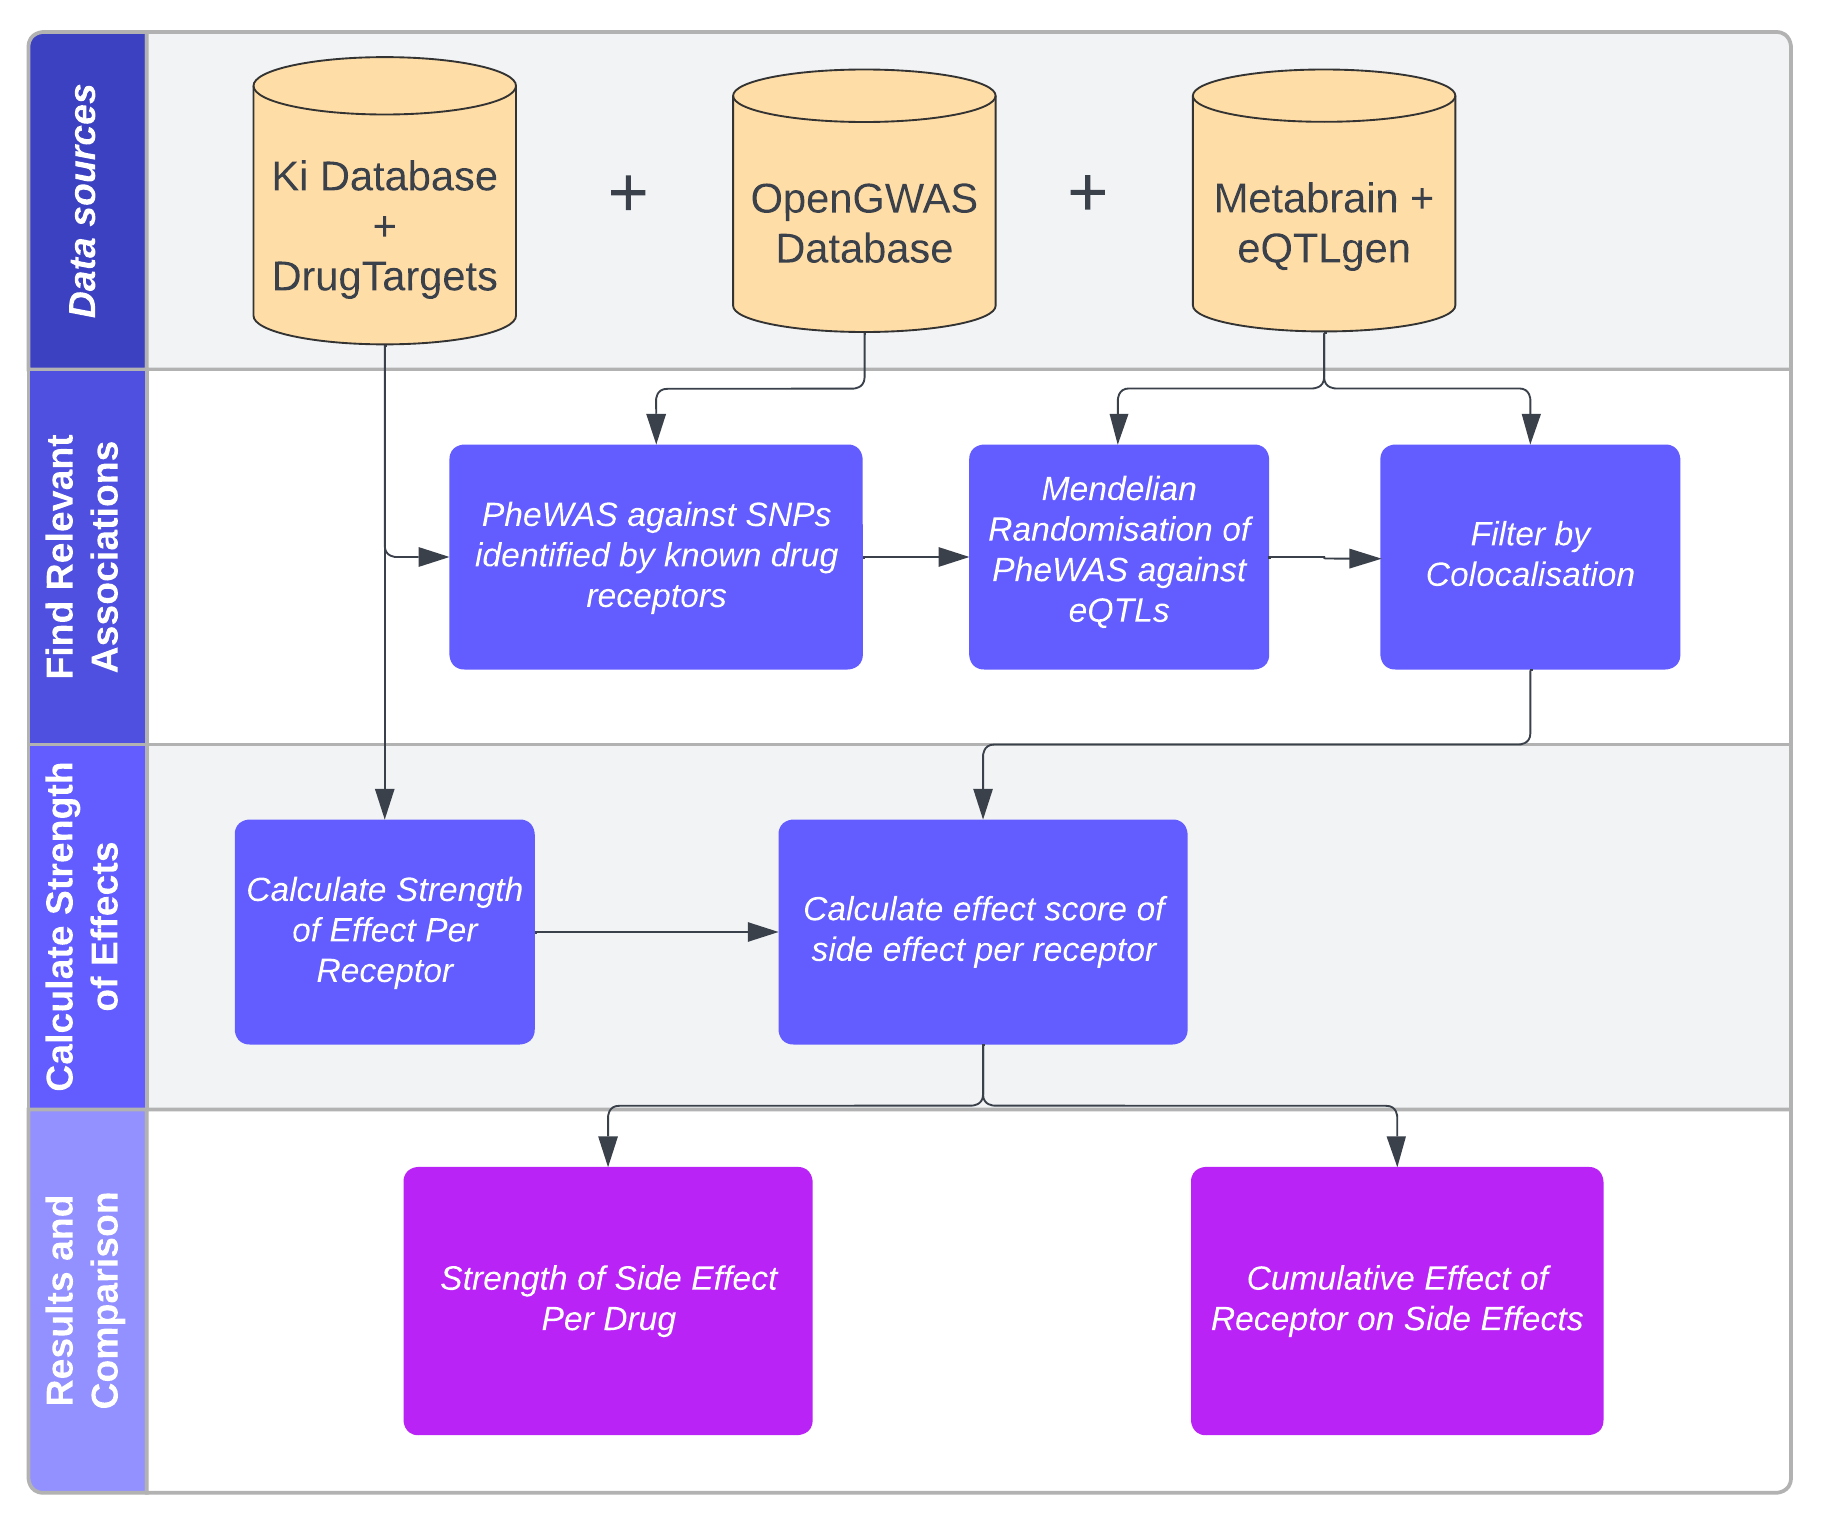 Data sources
Ki Database
+
DrugTargets
+
OpenGWAS
Database
+
Metabrain +
eQTLgen
Find Relevant
Associations
PheWAS against SNPs
identified by known drug
receptors
Mendelian
Randomisation of
PheWAS against
eQTLs
Filter by
Colocalisation
Calculate Strength
of Effects
Calculate Strength
of Effect Per
Receptor
Calculate effect score of
side effect per receptor
Results and
Comparison
Strength of Side Effect
Per Drug
Cumulative Effect of
Receptor on Side Effects